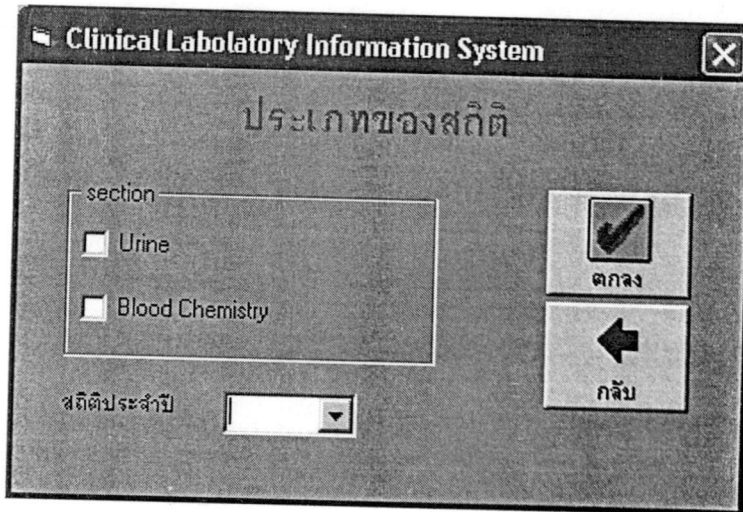 Clinical Labolatory Information System
ประเภทของสถิติ
section
Urine
Blood Chemistry
ตกลง
กลับ
สถิติประจำปี